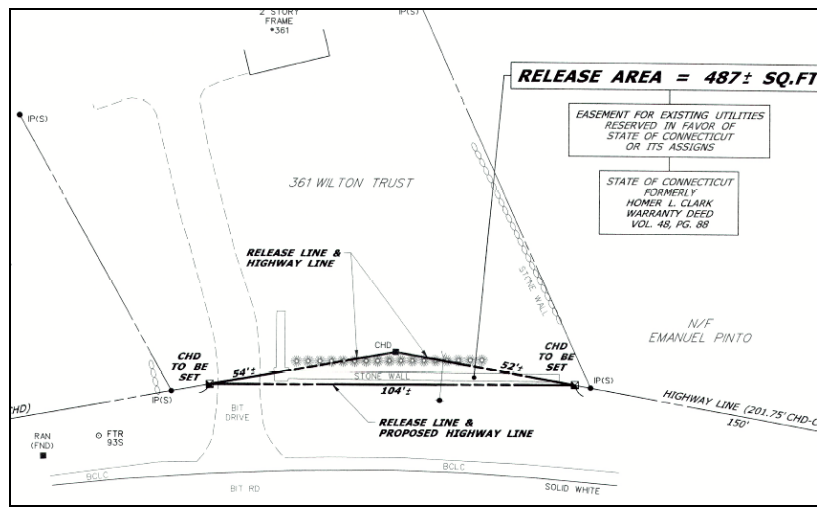 2 STORY
FRAME
*361
IP(S)
RELEASE AREA = 487± SQ.FT
EASEMENT FOR EXISTING UTILITIES
RESERVED IN FAVOR OF
STATE OF CONNECTICUT
OR ITS ASSIGNS
IP(S)
361 WILTON TRUST
STATE OF CONNECTICUT
FORMERLY
HOMER L. CLARK
WARRANTY DEED
VOL. 48, PG. 88
RELEASE LINE &
HIGHWAY LINE
STONE WALL
N/F
EMANUEL PINTO
CHD
TO BE
SET
CHD
CHD
TO BE
SET
54'±
52'±
STONE WALL
104'±
IP(S)
IP(S)
HIGHWAY LINE (201.75' CHD-C
150'
CHD)
BIT
DRIVE
RELEASE LINE &
PROPOSED HIGHWAY LINE
RAN
(FND)
FTR
93S
BCLC
BCLC
BIT RD
SOLID WHITE